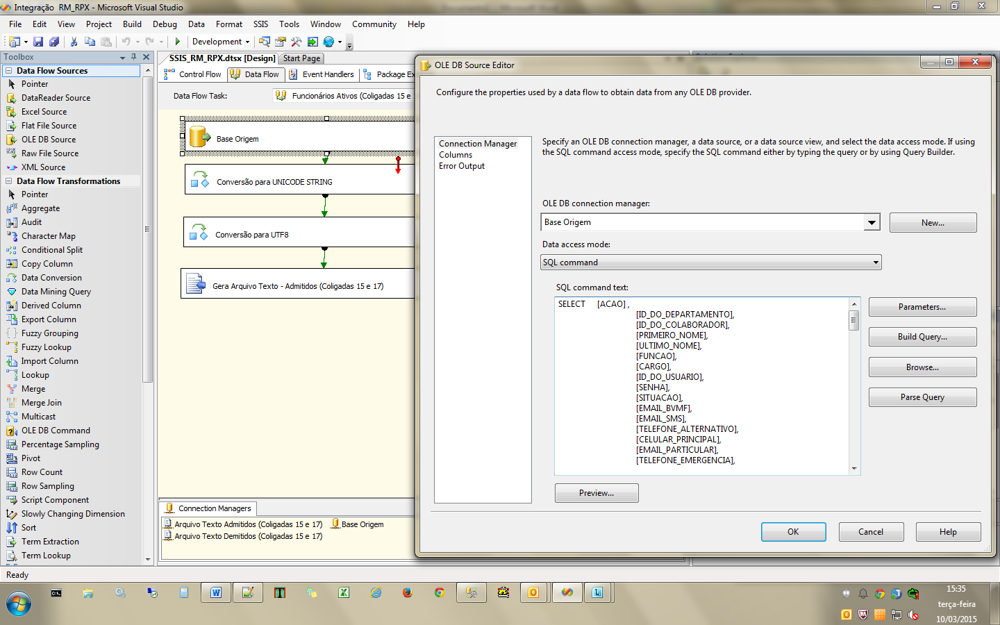 Integração  RM_RPX - Microsoft Visual Studio
File Edit View Project Build Debug Data Format SSIS Tools Window Community Help
Development
Toolbox
Data Flow Sources
Pointer
DataReader Source
Excel Source
Flat File Source
OLE DB Source
Raw File Source
XML Source
Data Flow Transformations
Pointer
Aggregate
Audit
Character Map
Conditional Split
Copy Column
Data Conversion
Data Mining Query
Derived Column
Export Column
Fuzzy Grouping
Fuzzy Lookup
Import Column
Lookup
Merge
Merge Join
Multicast
OLE DB Command
Percentage Sampling
Pivot
Row Count
Row Sampling
Script Component
Slowly Changing Dimension
Sort
Term Extraction
Term Lookup
SSIS_RM_RPX.dtsx [Design] Start Page
Control Flow Data Flow Event Handlers Package Ex
Data Flow Task: Funcionários Ativos (Coligadas 15 e
Base Origem
Conversão para UNICODE STRING
Conversão para UTF8
Gera Arquivo Texto - Admitidos (Coligadas 15 e 17)
Connection Managers
Arquivo Texto Admitidos (Coligadas 15 e 17) Base Origem
Arquivo Texto Demitidos (Coligadas 15 e 17)
OLE DB Source Editor
Configure the properties used by a data flow to obtain data from any OLE DB provider.
Connection Manager
Columns
Error Output
Specify an OLE DB connection manager, a data source, or a data source view, and select the data access mode. If using
the SQL command access mode, specify the SQL command either by typing the query or by using Query Builder.
OLE DB connection manager:
Base Origem New...
Data access mode:
SQL command
SQL command text:
SELECT [ACAO] ,
[ID_DO_DEPARTAMENTO],
[ID_DO_COLABORADOR],
[PRIMEIRO_NOME],
[ULTIMO_NOME],
[FUNCAO],
[CARGO],
[ID_DO_USUARIO],
[SENHA],
[SITUACAO],
[EMAIL_BVMF],
[EMAIL_SMS],
[TELEFONE_ALTERNATIVO],
[CELULAR_PRINCIPAL],
[EMAIL_PARTICULAR],
[TELEFONE_EMERGENCIA],
Parameters...
Build Query...
Browse...
Parse Query
Preview...
OK Cancel Help
Ready
15:35
terça-feira
10/03/2015